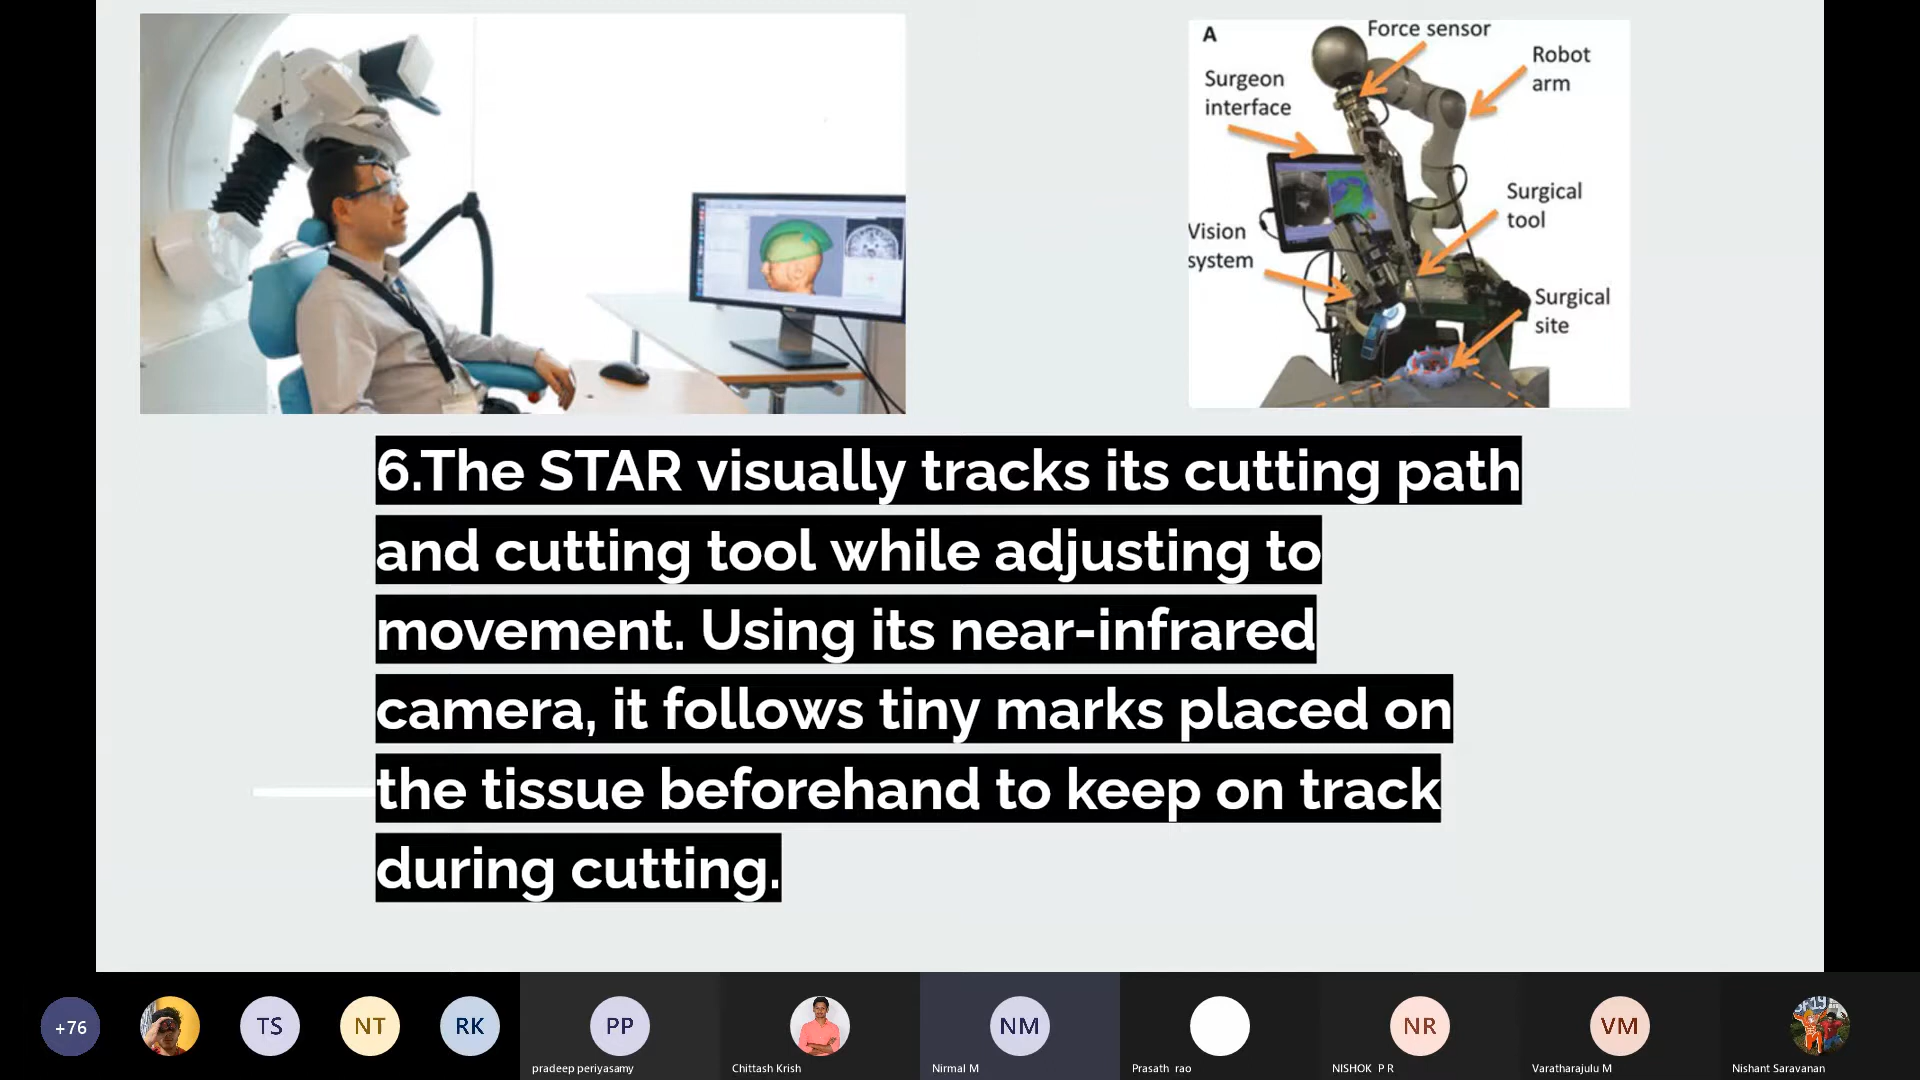 A
Force sensor
Robot
arm
Surgeon
interface
Surgical
tool
Vision
system
Surgical
site
6.The STAR visually tracks its cutting path
and cutting tool while adjusting to
movement. Using its near-infrared
camera, it follows tiny marks placed on
the tissue beforehand to keep on track
during cutting.
+76
TS
NT
RK
PP
NM
NR
VM
pradeep periyasamy
Chittash Krish
Nirmal M
Prasath rao
NISHOK P R
Varatharajulu M
Nishant Saravanan